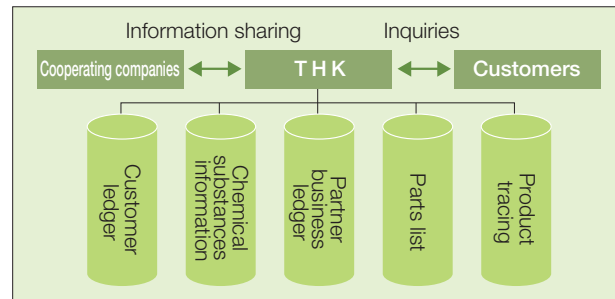 Information sharing
Inquiries
Cooperating companies
THK
Customers
Customer
ledger
Chemical
substances
information
Partner
business
ledger
Parts list
Product
tracing